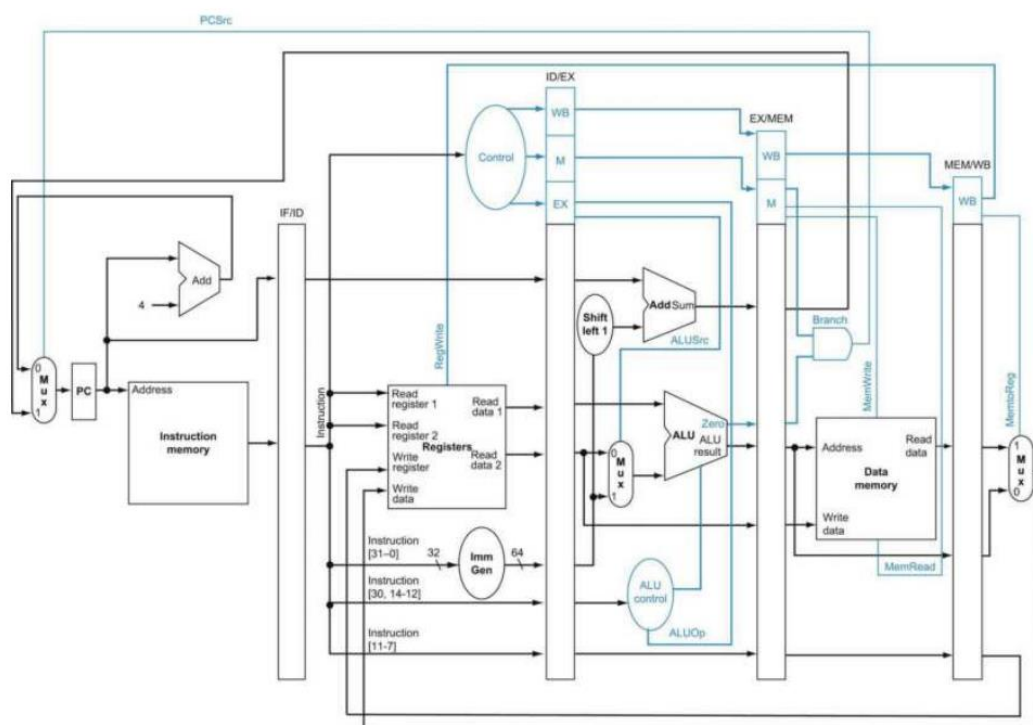 PCSrc
ID/EX
WB
EX/MEM
Control
M
WB
MEM/WB
EX
M
WB
IF/ID
Add
4
Add Sum
Shift
left 1
Branch
ALUSrc
RegWrite
MemWrite
MemtoReg
0
M
u
x
1
PC
Address
Instruction
memory
Instruction
Read
register 1
Read
data 1
Read
register 2
Registers
Write
register
Read
data 2
Write
data
0
M
u
x
1
Zero
ALU
ALU
result
Address
Read
data
Data
memory
Write
data
1
M
u
x
0
MemRead
Instruction
[31–0]
32
Imm
Gen
64
Instruction
[30, 14-12]
ALU
control
ALUOp
Instruction
[11-7]